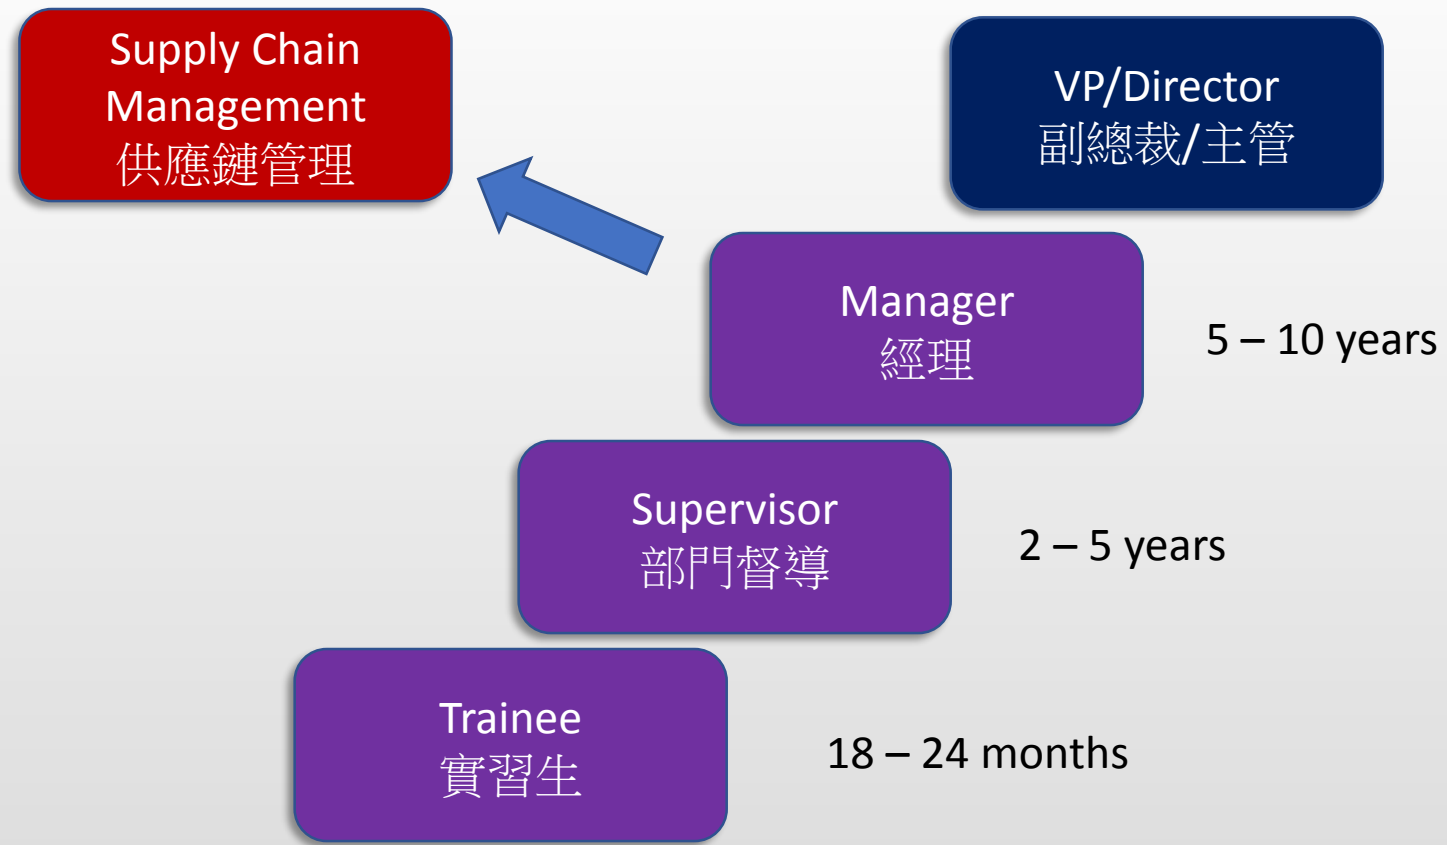 Supply Chain
Management
供應鏈管理
VP/Director
副總裁/主管
Manager
經理
5 – 10 years
Supervisor
部門督導
2 – 5 years
Trainee
實習生
18 – 24 months